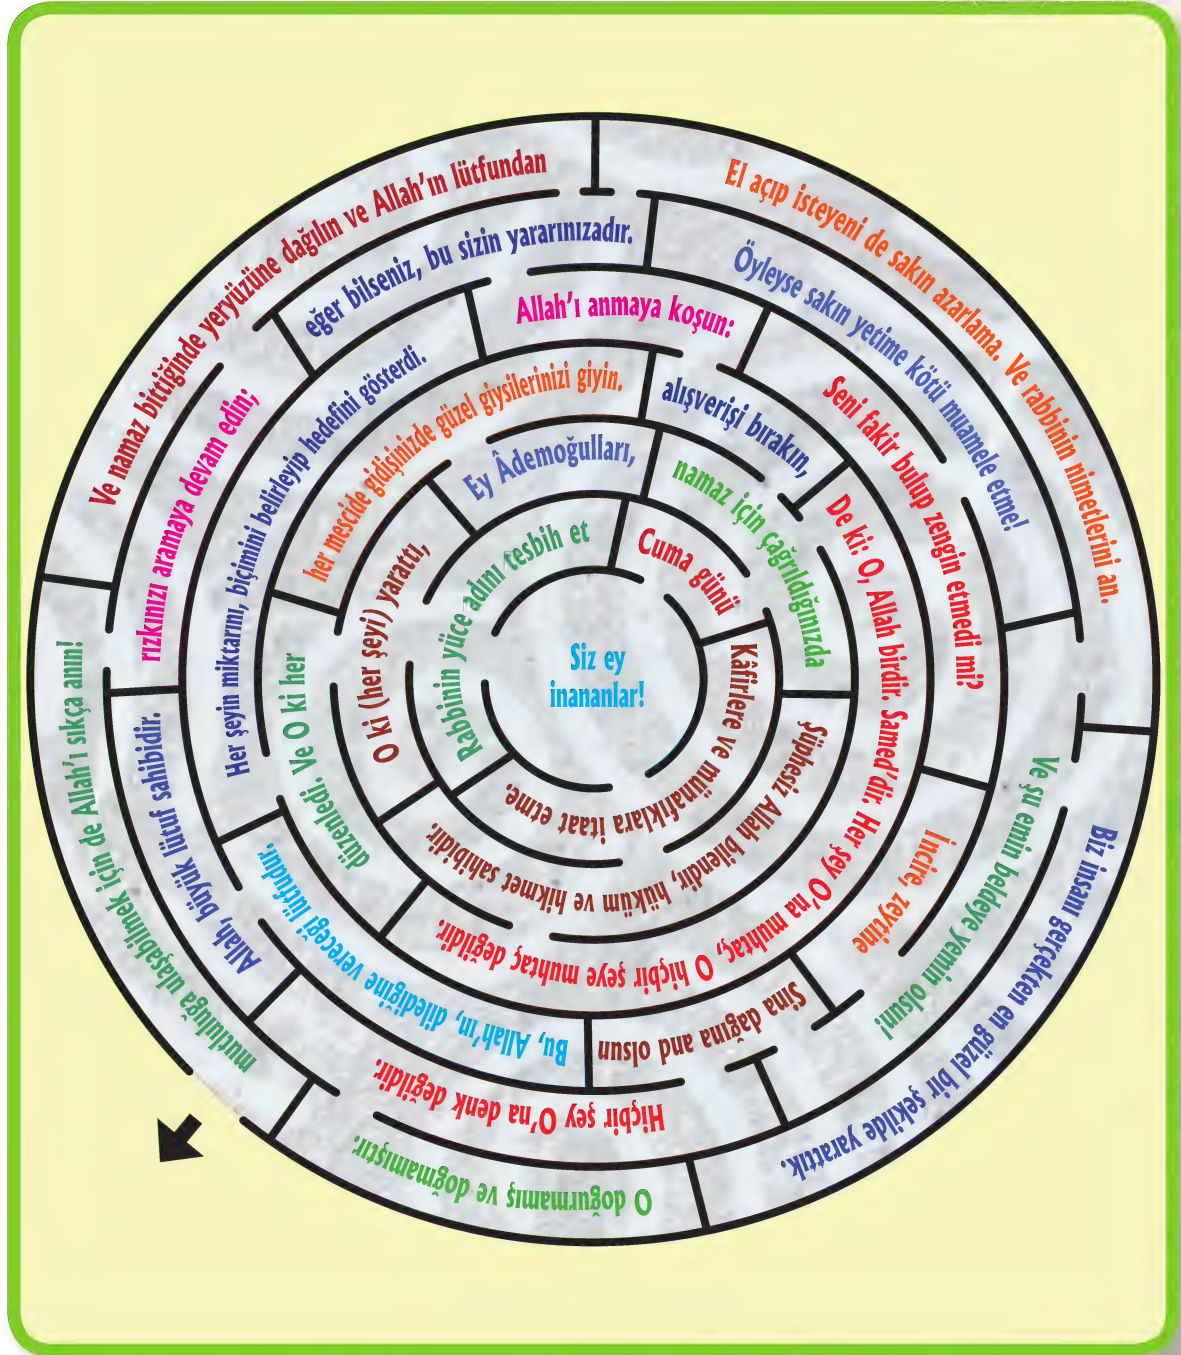 Ve namaz bittiğinde yeryüzüne dağılın ve Allah'ın lütfundan
El açıp isteyeni de sakın azarlama. Ve rabbinin nimetlerini an.
Biz insanı gerçekten en güzel bir şekilde yarattık.
O doğurmamış ve doğmamıştır.
mutluluğa ulaşabilmek için de Allah'ı sıkça anın!
eğer bilseniz, bu sizin yararınızadır.
Öyleyse sakın yetime kötü muamele etme!
Ve şu emin beldeye yemin olsun!
Hiçbir şey O'na denk değildir.
Allah, büyük lütuf sahibidir.
rızkınızı aramaya devam edin;
Allah'ı anmaya koşun:
Seni fakir bulup zengin etmedi mi?
İncire, zeytine
Sina dağına and olsun
Bu, Allah'ın, dilediğine vereceği lütfudur.
Her şeyin miktarını, biçimini belirleyip hedefini gösterdi.
her mescide gidişinizde güzel giysilerinizi giyin.
alışverişi bırakın,
De ki: O, Allah birdir. Samed'dir. Her şey O'na muhtaç, O hiçbir şeye muhtaç değildir.
düzenledi. Ve O ki her
Ey Âdemoğulları,
namaz için çağrıldığınızda
Şüphesiz Allah bilendir, hüküm ve hikmet sahibidir.
O ki (her şeyi) yarattı,
Rabbinin yüce adını tesbih et
Cuma günü
Kâfirlere ve münafıklara itaat etme.
Siz ey
inananlar!